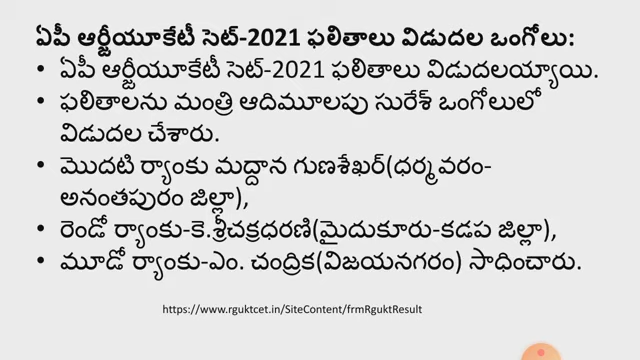 ఏపీ ఆర్జీయూకేటీ సెట్-2021 ఫలితాలు విడుదల ఒంగోలు:
• ఏపీ ఆర్జీయూకేటీ సెట్-2021 ఫలితాలు విడుదలయ్యాయి.
• ఫలితాలను మంత్రి ఆదిమూలపు సురేశ్ ఒంగోలులో
విడుదల చేశారు.
• మొదటి ర్యాంకు మద్దాన గుణశేఖర్(ధర్మవరం-
అనంతపురం జిల్లా),
• రెండో ర్యాంకు-కె.శ్రీచక్రధరణి(మైదుకూరు-కడప జిల్లా),
• మూడో ర్యాంకు-ఎం. చంద్రిక(విజయనగరం) సాధించారు.
https://www.rguktcet.in/SiteContent/frmRguktResult